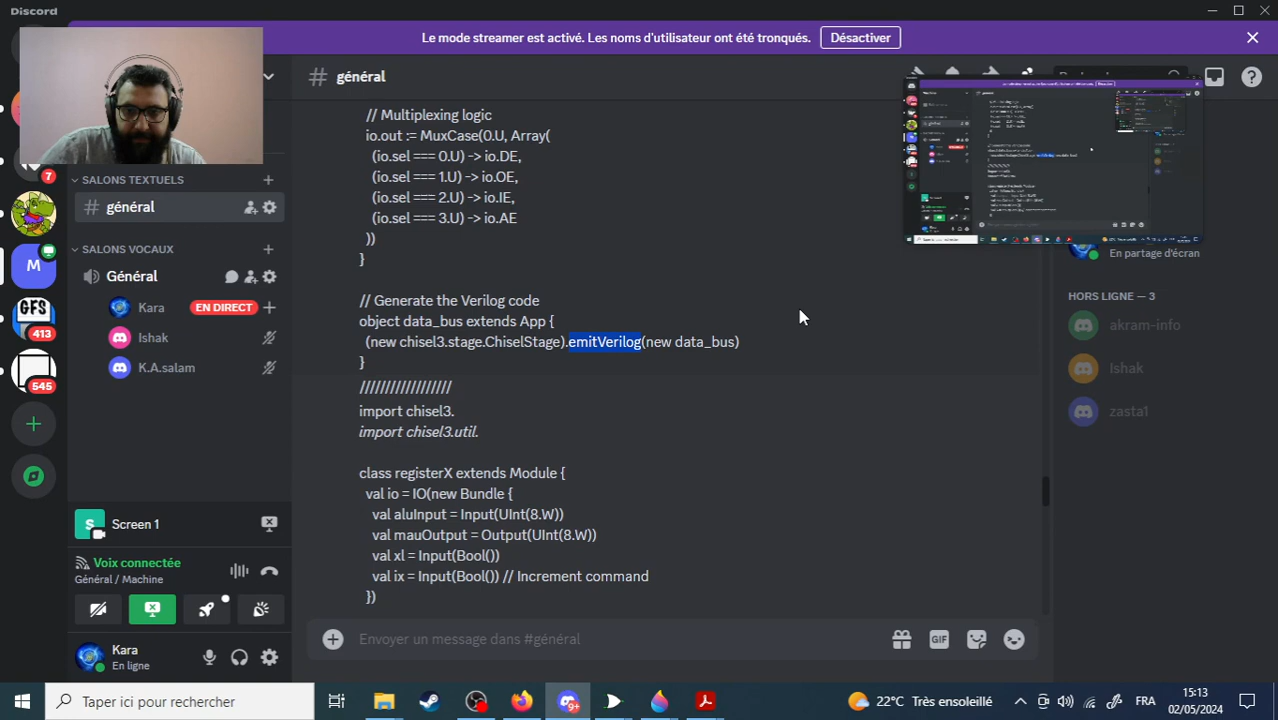 Discord
Le mode streamer est activé. Les noms d'utilisateur ont été tronqués.
Désactiver
général
7
413
545
M
GFS
SALONS TEXTUELS
général
SALONS VOCAUX
Général
Kara
EN DIRECT
Ishak
K.A.salam
// Multiplexing logic
io.out := MuxCase(0.U, Array(
(io.sel === 0.U) -> io.DE,
(io.sel === 1.U) -> io.OE,
(io.sel === 2.U) -> io.IE,
(io.sel === 3.U) -> io.AE
))
}
// Generate the Verilog code
object data_bus extends App {
(new chisel3.stage.ChiselStage).emitVerilog(new data_bus)
}
//////////////////
import chisel3.
import chisel3.util.
class registerX extends Module {
val io = IO(new Bundle {
val aluInput = Input(UInt(8.W))
val mauOutput = Output(UInt(8.W))
val xl = Input(Bool())
val ix = Input(Bool()) // Increment command
})
En partage d'écran
HORS LIGNE — 3
akram-info
Ishak
zasta1
S
Screen 1
Voix connectée
Général / Machine
Kara
En ligne
Envoyer un message dans #général
GIF
Taper ici pour rechercher
9+
22°C Très ensoleillé
FRA
15:13
02/05/2024